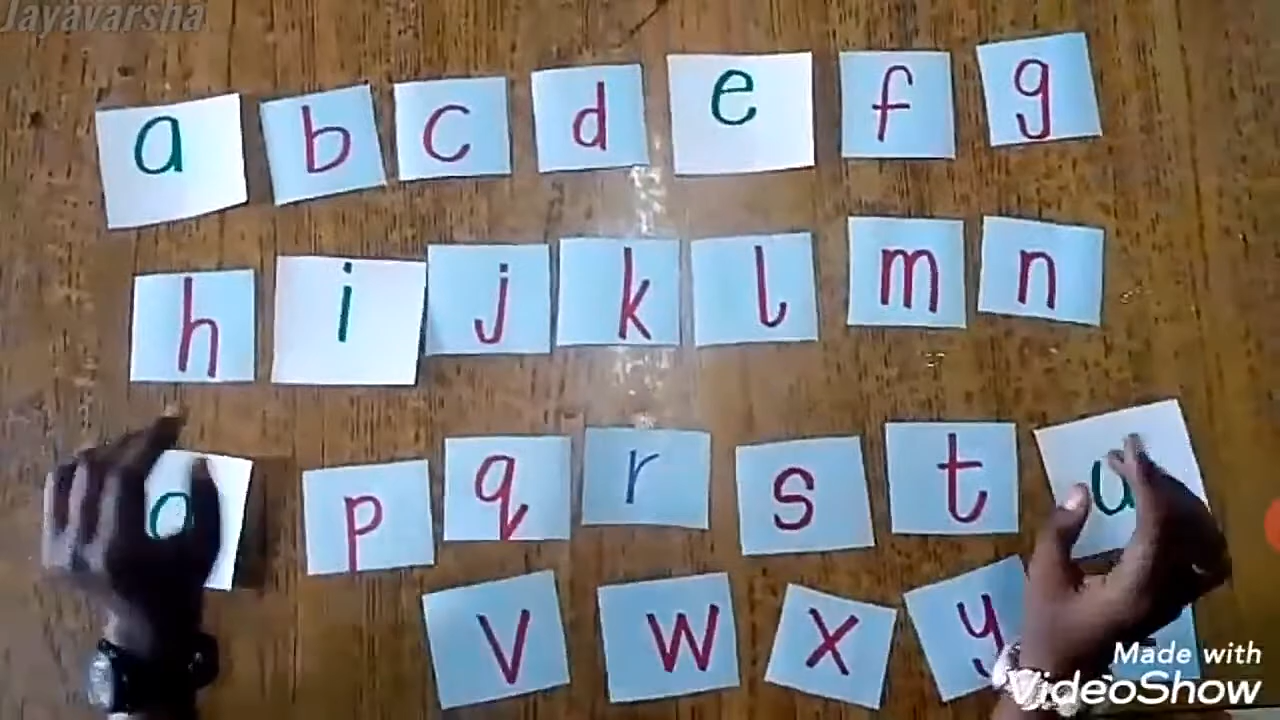 Jayavarsha
a b c d e f g
h i j k l m n
o p q r s t u
v w x y
Made with
VideoShow